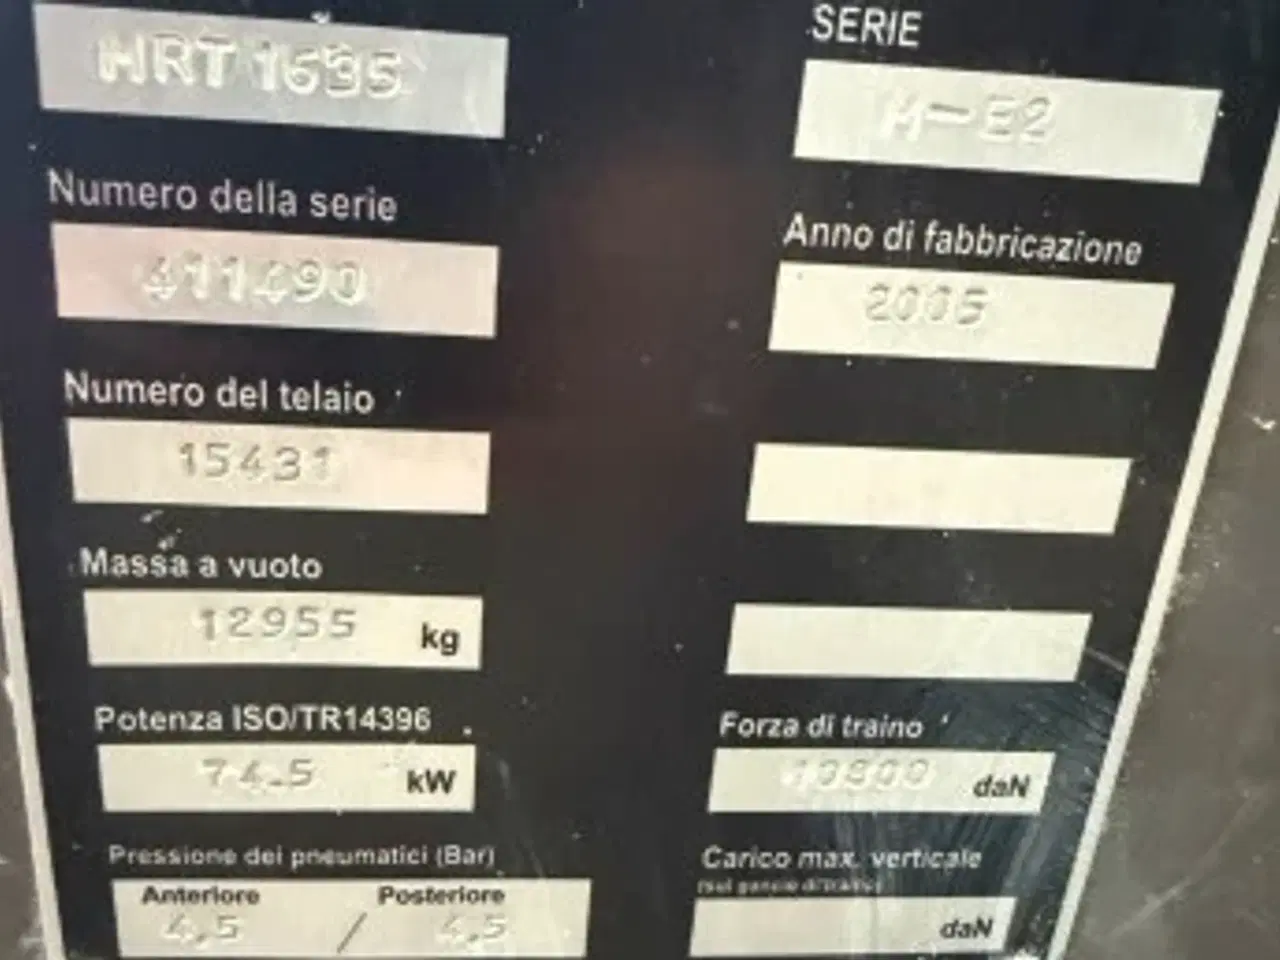 MRT 1635
SERIE
M-E2
Numero della serie
411490
Anno di fabbricazione
2005
Numero del telaio
15431
Massa a vuoto
12955 kg
Potenza ISO/TR14396
74.5 kW
Forza di traino
daN
Pressione dei pneumatici (Bar)
Anteriore Posteriore
4,5 / 4,5
Carico max. verticale
daN